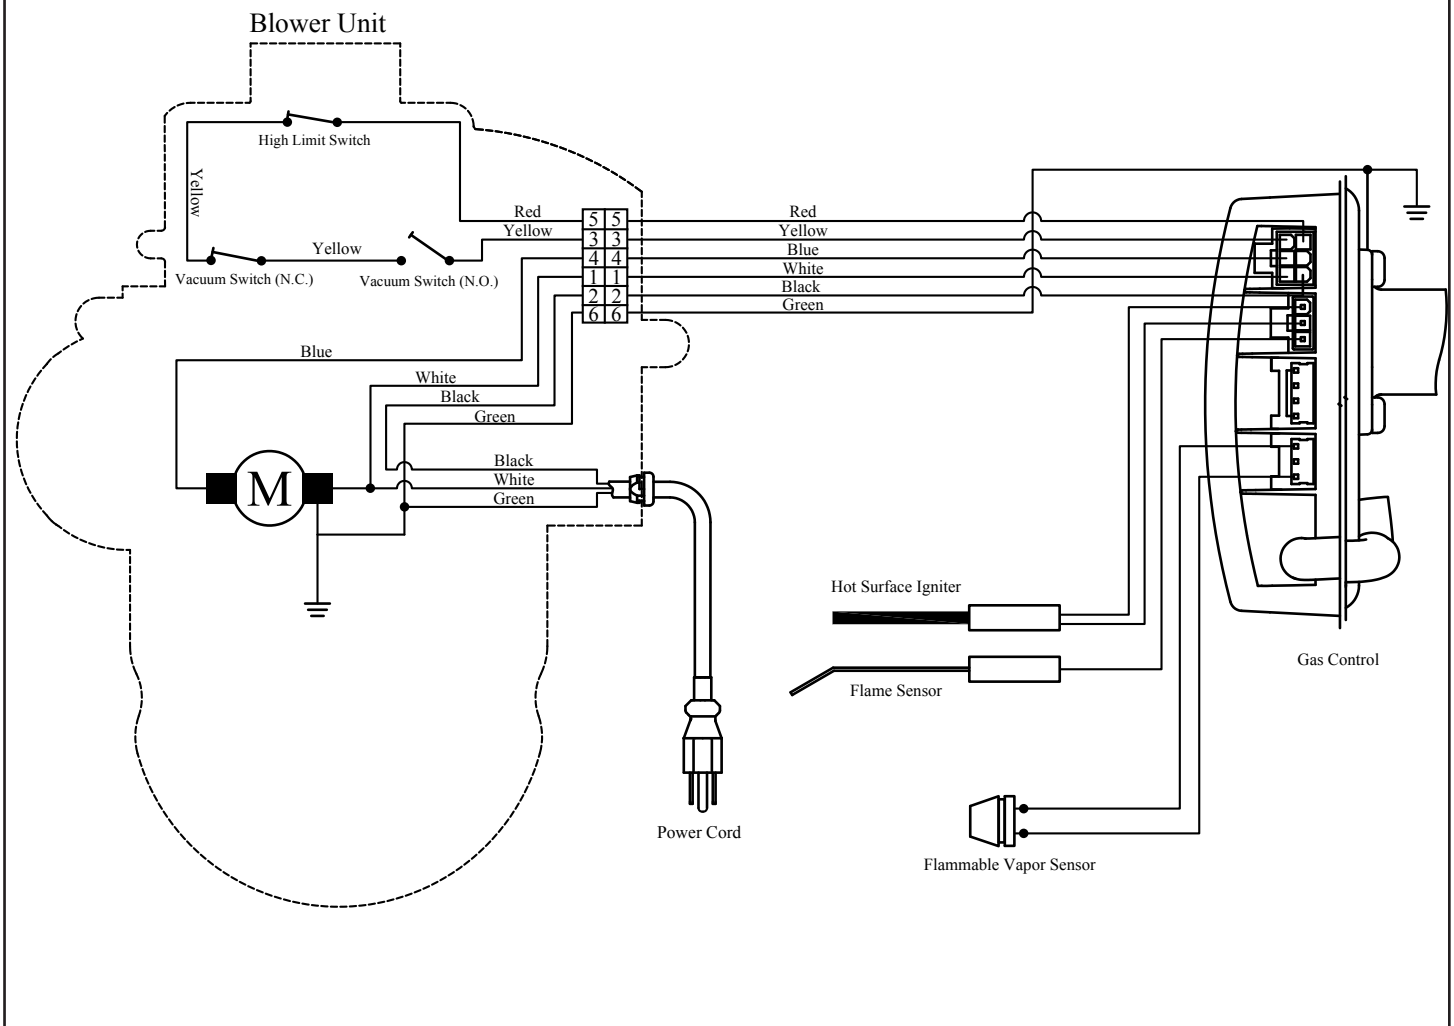 Blower Unit
High Limit Switch
Yellow
Yellow
Vacuum Switch (N.C.)
Vacuum Switch (N.O.)
Red
Yellow
5 5
3 3
4 4
1 1
2 2
6 6
Red
Yellow
Blue
White
Black
Green
Blue
White
Black
Green
Black
White
Green
M
Hot Surface Igniter
Gas Control
Flame Sensor
Power Cord
Flammable Vapor Sensor